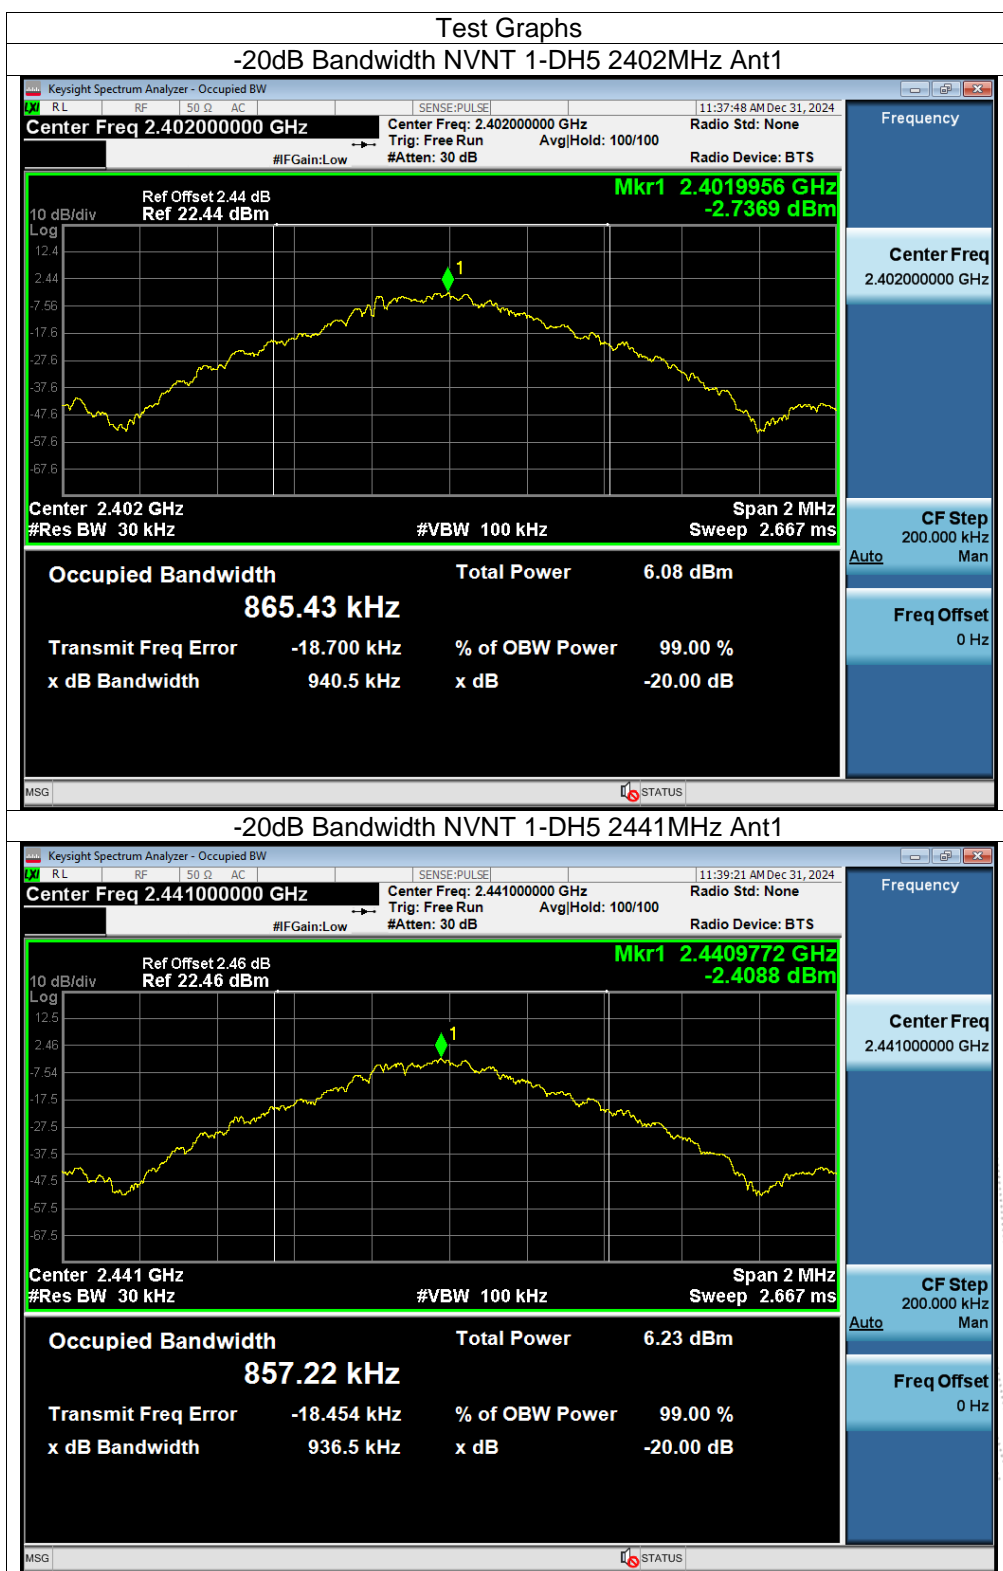 Test Graphs
-20dB Bandwidth NVNT 1-DH5 2402MHz Ant1
Keysight Spectrum Analyzer - Occupied BW
LXI RL RF 50 Ω AC SENSE:PULSE 11:37:48 AM Dec 31, 2024
Center Freq 2.402000000 GHz Center Freq: 2.402000000 GHz Radio Std: None Frequency
Trig: Free Run Avg|Hold: 100/100
#IFGain:Low #Atten: 30 dB Radio Device: BTS
Mkr1 2.4019956 GHz
Ref Offset 2.44 dB
10 dB/div Ref 22.44 dBm -2.7369 dBm
Log
12.4
2.44
-7.56
-17.6
-27.6
-37.6
-47.6
-57.6
-67.6
1
Center Freq
2.402000000 GHz
Center 2.402 GHz Span 2 MHz
#Res BW 30 kHz #VBW 100 kHz Sweep 2.667 ms
CF Step
200.000 kHz
Auto Man
Occupied Bandwidth Total Power 6.08 dBm
865.43 kHz
Freq Offset
0 Hz
Transmit Freq Error -18.700 kHz % of OBW Power 99.00 %
x dB Bandwidth 940.5 kHz x dB -20.00 dB
MSG STATUS
-20dB Bandwidth NVNT 1-DH5 2441MHz Ant1
Keysight Spectrum Analyzer - Occupied BW
LXI RL RF 50 Ω AC SENSE:PULSE 11:39:21 AM Dec 31, 2024
Center Freq 2.441000000 GHz Center Freq: 2.441000000 GHz Radio Std: None Frequency
Trig: Free Run Avg|Hold: 100/100
#IFGain:Low #Atten: 30 dB Radio Device: BTS
Mkr1 2.4409772 GHz
Ref Offset 2.46 dB
10 dB/div Ref 22.46 dBm -2.4088 dBm
Log
12.5
2.46
-7.54
-17.5
-27.5
-37.5
-47.5
-57.5
-67.5
1
Center Freq
2.441000000 GHz
Center 2.441 GHz Span 2 MHz
#Res BW 30 kHz #VBW 100 kHz Sweep 2.667 ms
CF Step
200.000 kHz
Auto Man
Occupied Bandwidth Total Power 6.23 dBm
857.22 kHz
Freq Offset
0 Hz
Transmit Freq Error -18.454 kHz % of OBW Power 99.00 %
x dB Bandwidth 936.5 kHz x dB -20.00 dB
MSG STATUS